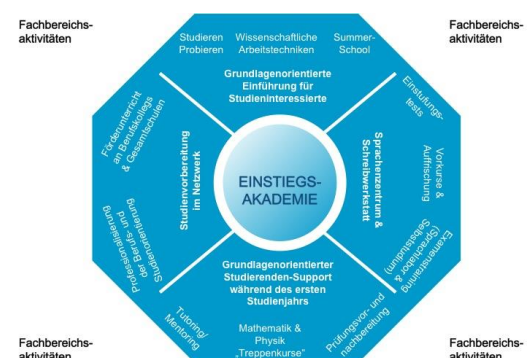 Fachbereichs-
aktivitäten
Fachbereichs-
aktivitäten
Studieren
Probieren
Wissenschaftliche
Arbeitstechniken
Summer-
School
Grundlagenorientierte
Einführung für
Studieninteressierte
Förderunterricht
an Berufskollegs
& Gesamtschulen
Professionalisierung
der Berufs- und
Studienorientierung
Studienvorbereitung
im Netzwerk
EINSTIEGS-
AKADEMIE
Sprachenzentrum &
Schreibwerkstatt
Einstufungs-
tests
Vorkurse &
Auffrischung
Examenstraining
(Sprachlabor &
Selbststudium)
Grundlagenorientierter
Studierenden-Support
während des ersten
Studienjahrs
Tutoring/
Mentoring
Mathematik &
Physik
„Treppenkurse"
Prüfungsvor- und
nachbereitung
Fachbereichs-
aktivitäten
Fachbereichs-
aktivitäten